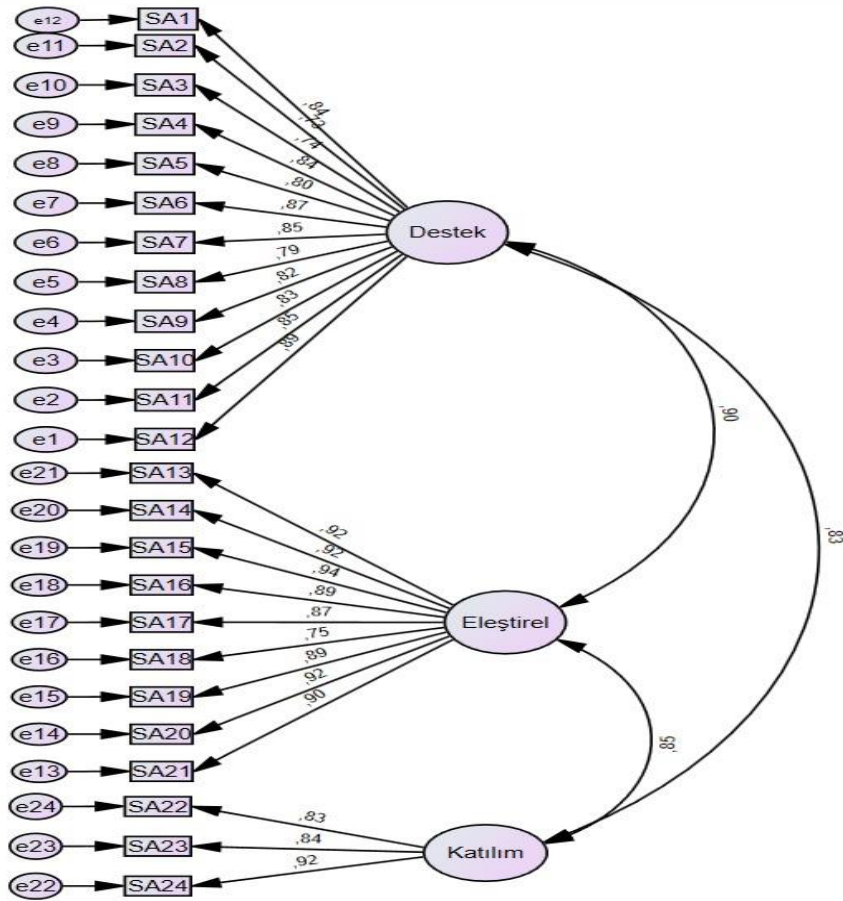 e12 SA1
e11 SA2
e10 SA3
e9 SA4
e8 SA5
e7 SA6
e6 SA7
e5 SA8
e4 SA9
e3 SA10
e2 SA11
e1 SA12
,84
,73
,74
,84
,80
,87
,85
,79
,82
,83
,85
,89
Destek
,90
,83
e21 SA13
e20 SA14
e19 SA15
e18 SA16
e17 SA17
e16 SA18
e15 SA19
e14 SA20
e13 SA21
,92
,92
,94
,89
,87
,75
,89
,92
,90
Eleştirel
,85
e24 SA22
e23 SA23
e22 SA24
,83
,84
,92
Katılım